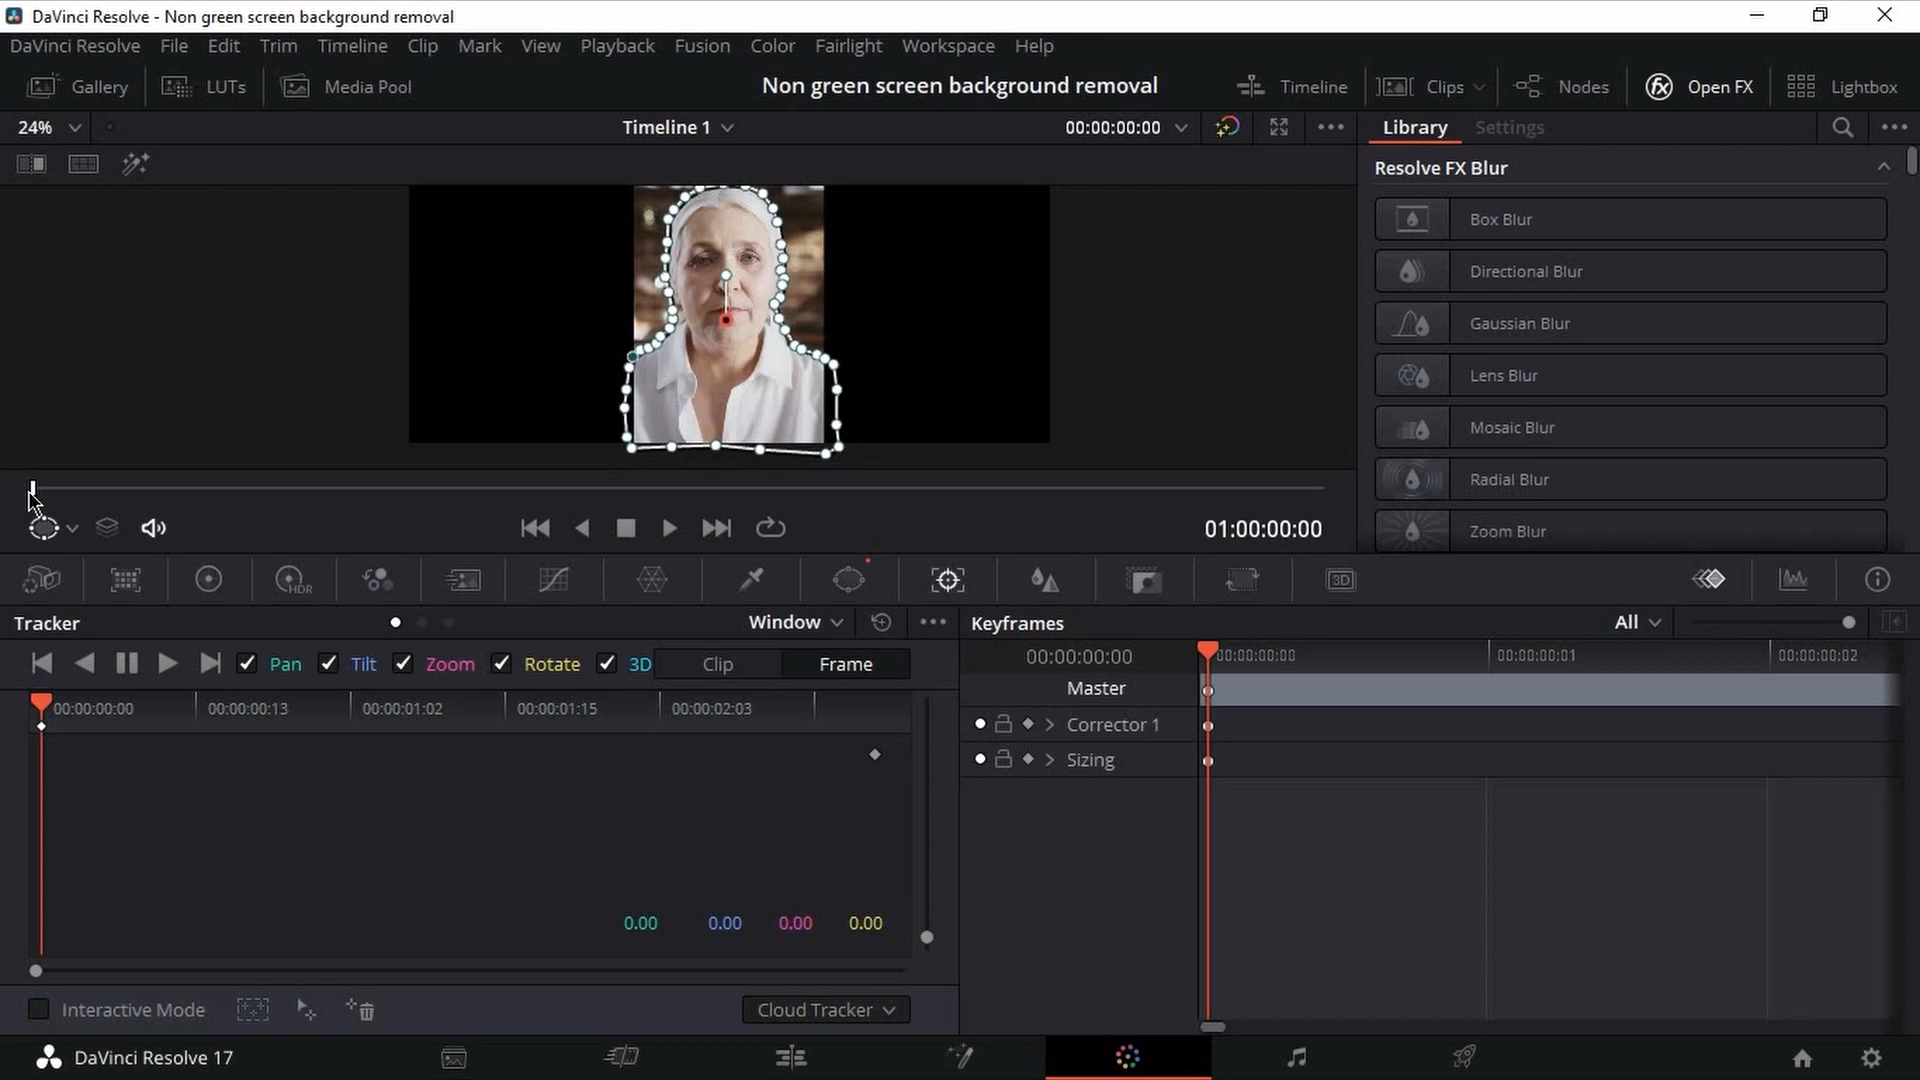 DaVinci Resolve - Non green screen background removal
DaVinci Resolve File Edit Trim Timeline Clip Mark View Playback Fusion Color Fairlight Workspace Help
Gallery LUTs Media Pool Non green screen background removal Timeline Clips Nodes fx Open FX Lightbox
24% Timeline 1 00:00:00:00 Library Settings
Resolve FX Blur
Box Blur
Directional Blur
Gaussian Blur
Lens Blur
Mosaic Blur
Radial Blur
Zoom Blur
01:00:00:00
HDR 3D
Tracker Window Keyframes All
Pan Tilt Zoom Rotate 3D Clip Frame 00:00:00:00 00:00:00:00 00:00:00:01 00:00:00:02
Master
00:00:00:00 00:00:00:13 00:00:01:02 00:00:01:15 00:00:02:03
Corrector 1
Sizing
0.00 0.00 0.00 0.00
Interactive Mode Cloud Tracker
DaVinci Resolve 17